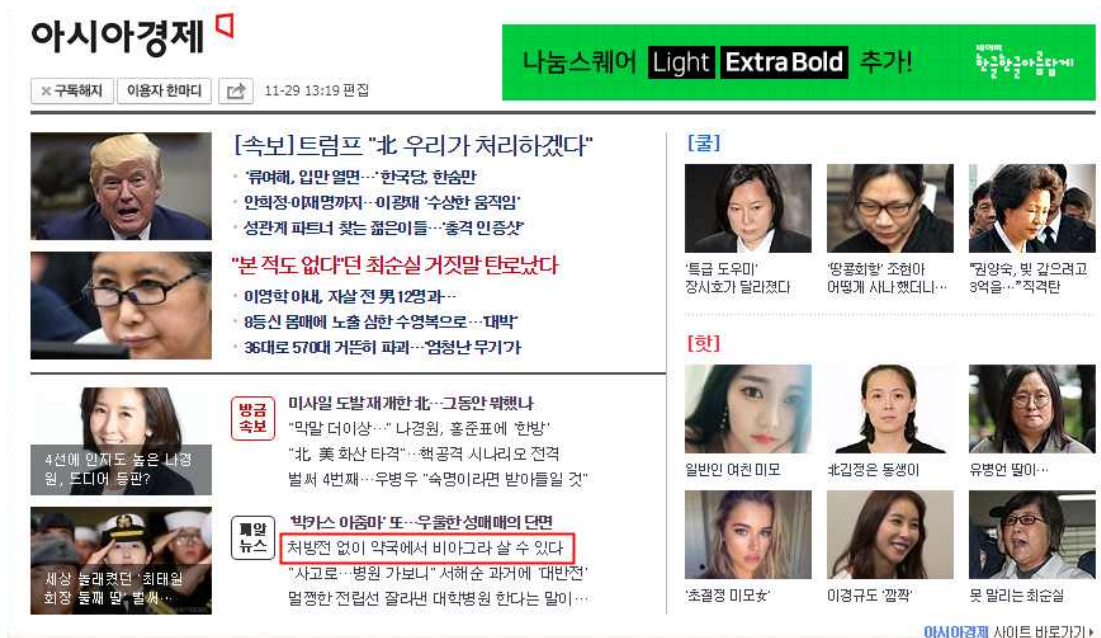 아시아경제
나눔스퀘어 Light Extra Bold 추가!
네이버
한글한글아름답게
× 구독해지 이용자 한마디 11-29 13:19 편집
[속보]트럼프 "北 우리가 처리하겠다"
'류여해, 입만 열면…' 한국당, 한숨만
안희정·이재명까지…이광재 '수상한 움직임'
성관계 파트너 찾는 젊은이들…'충격 인증샷'
"본 적도 없다"던 최순실 거짓말 탄로났다
이영학 아내, 자살 전 男 12명과…
8등신 몸매에 노출 심한 수영복으로…'대박'
36대로 570대 거뜬히 파괴…'엄청난 무기'가
4선에 인지도 높은 나경
원, 드디어 등판?
방금
속보
미사일 도발 재개한 北…그동안 뭐했나
"막말 더이상…" 나경원, 홍준표에 '한방'
"北, 美 화산 타격"…핵공격 시나리오 전격
벌써 4번째…우병우 "숙명이라면 받아들일 것"
세상 놀래켰던 '최태원
회장 둘째 딸' 벌써…
폐앎
뉴스
'박카스 아줌마' 또…우울한 성매매의 단면
처방전 없이 약국에서 비아그라 살 수 있다
"사고로…병원 가보니" 서해순 과거에 '대반전'
멀쩡한 전립선 잘라낸 대학병원 한다는 말이…
[쿨]
'특급 도우미'
장시호가 달라졌다
'땅콩회항' 조현아
어떻게 사나 했더니…
"권양숙, 빚 갚으려고
3억을…"직격탄
[핫]
일반인 여친 미모
北김정은 동생이
유병언 딸이…
'초절정 미모女'
이경규도 '깜짝'
못 말리는 최순실
아시아경제 사이트 바로가기